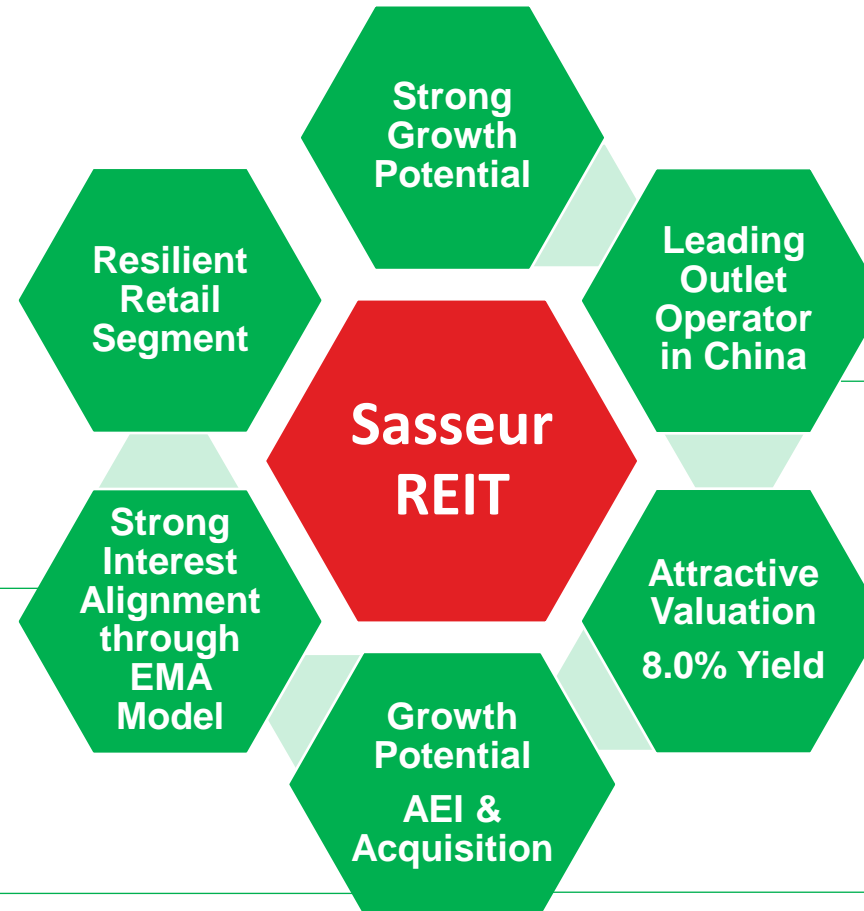 Strong
Growth
Potential
Leading
Outlet
Operator
in China
Attractive
Valuation
8.0% Yield
Growth
Potential
AEI &
Acquisition
Strong
Interest
Alignment
through
EMA
Model
Resilient
Retail
Segment
Sasseur
REIT